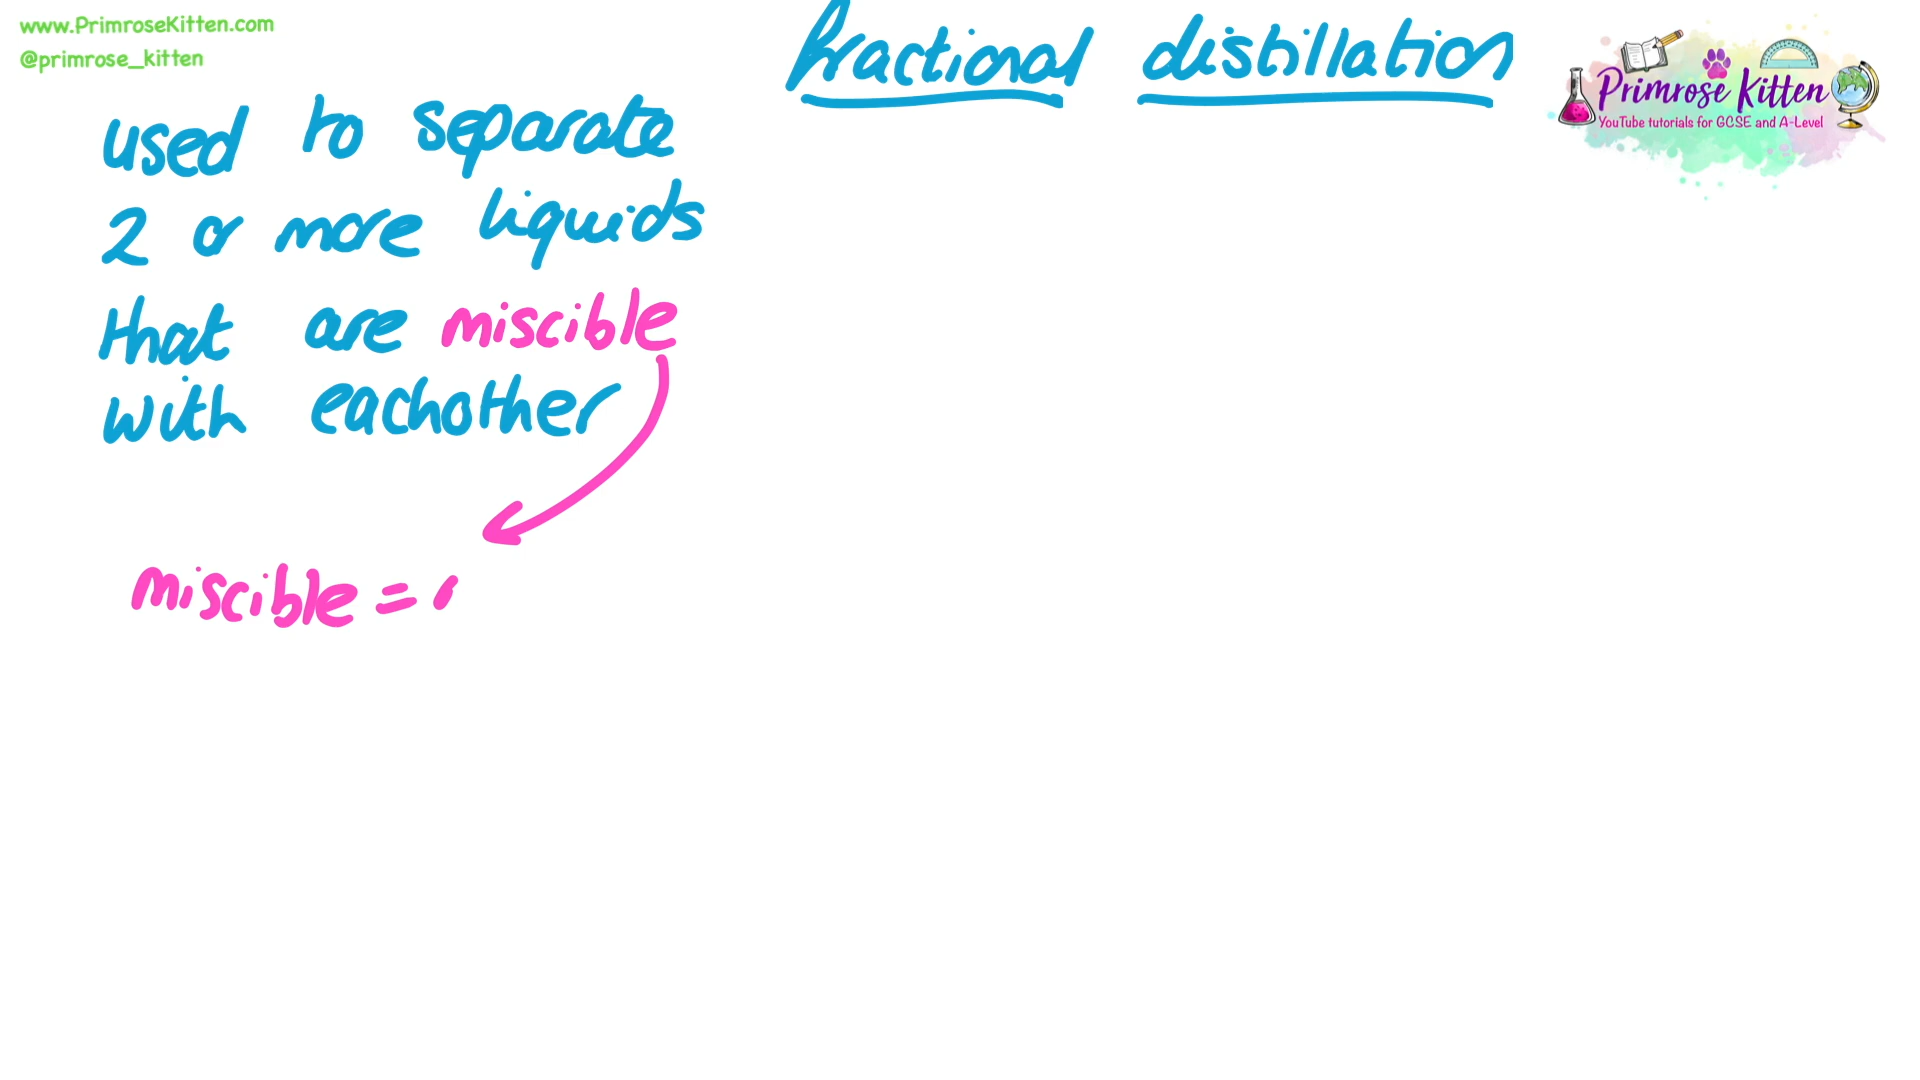 www.PrimroseKitten.com
@primrose_kitten
fractional distillation
Primrose Kitten
YouTube tutorials for GCSE and A-Level
used to separate
2 or more liquids
that are miscible
with eachother
miscible =